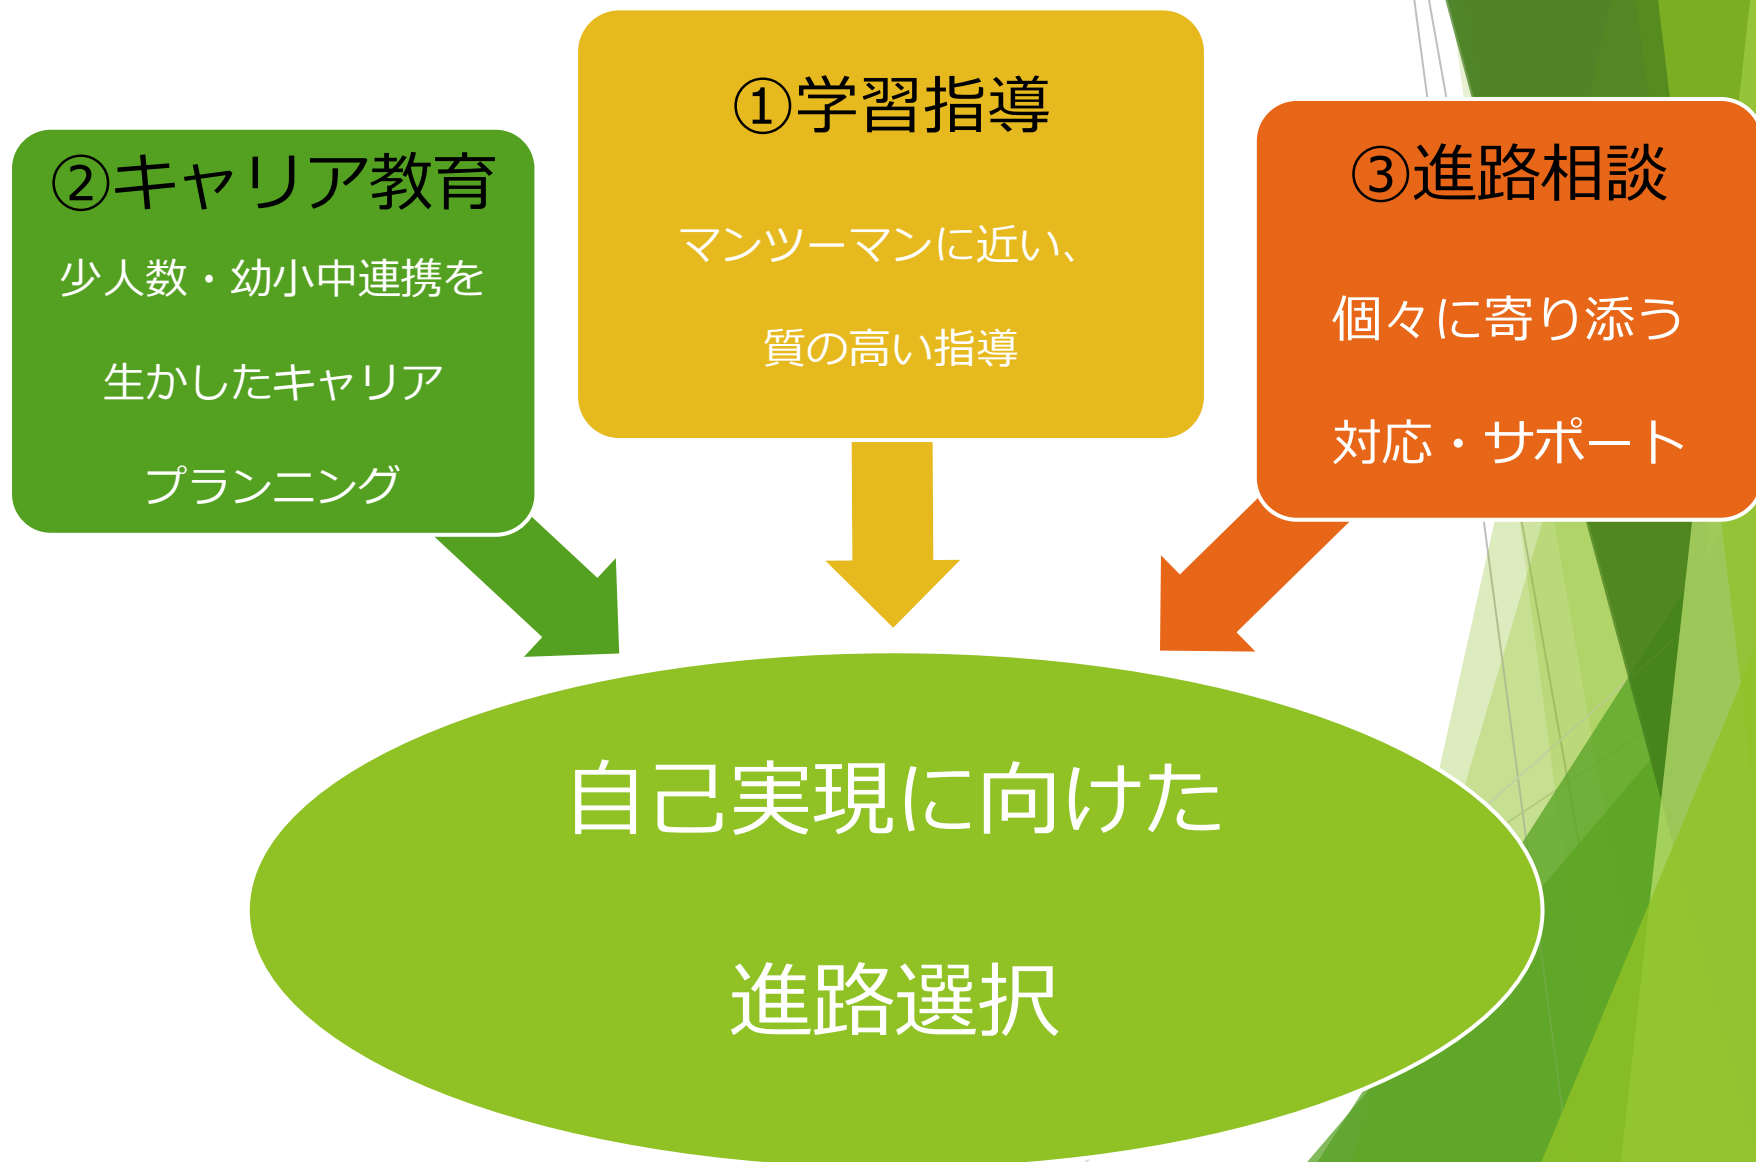 ②キャリア教育
少人数・幼小中連携を
生かしたキャリア
プランニング
①学習指導
マンツーマンに近い、
質の高い指導
③進路相談
個々に寄り添う
対応・サポート
自己実現に向けた
進路選択